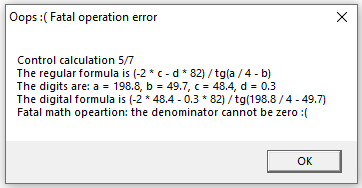 Oops :( Fatal operation error
Control calculation 5/7
The regular formula is (-2 * c - d * 82) / tg(a / 4 - b)
The digits are: a = 198.8, b = 49.7, c = 48.4, d = 0.3
The digital formula is (-2 * 48.4 - 0.3 * 82) / tg(198.8 / 4 - 49.7)
Fatal math opeartion: the denominator cannot be zero :(
OK